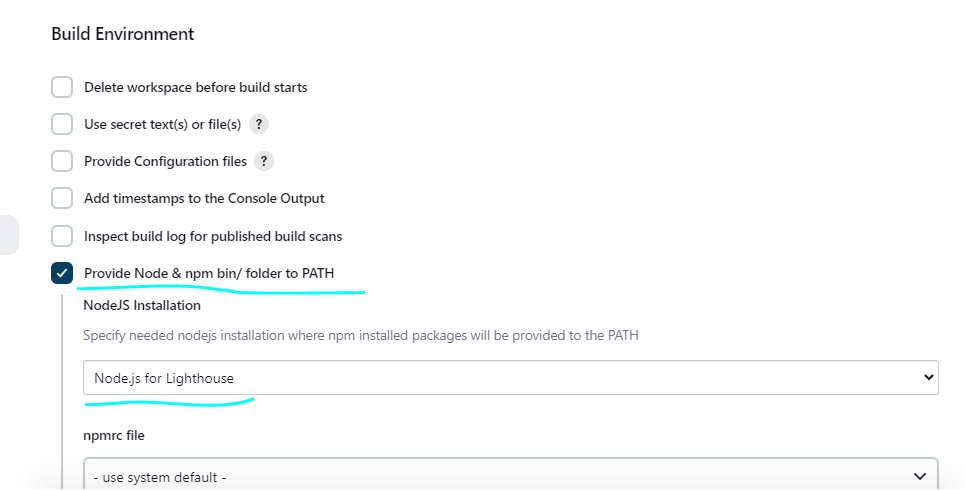 Build Environment
Delete workspace before build starts
Use secret text(s) or file(s) ?
Provide Configuration files ?
Add timestamps to the Console Output
Inspect build log for published build scans
Provide Node & npm bin/ folder to PATH
NodeJS Installation
Specify needed nodejs installation where npm installed packages will be provided to the PATH
Node.js for Lighthouse
npmrc file
- use system default -